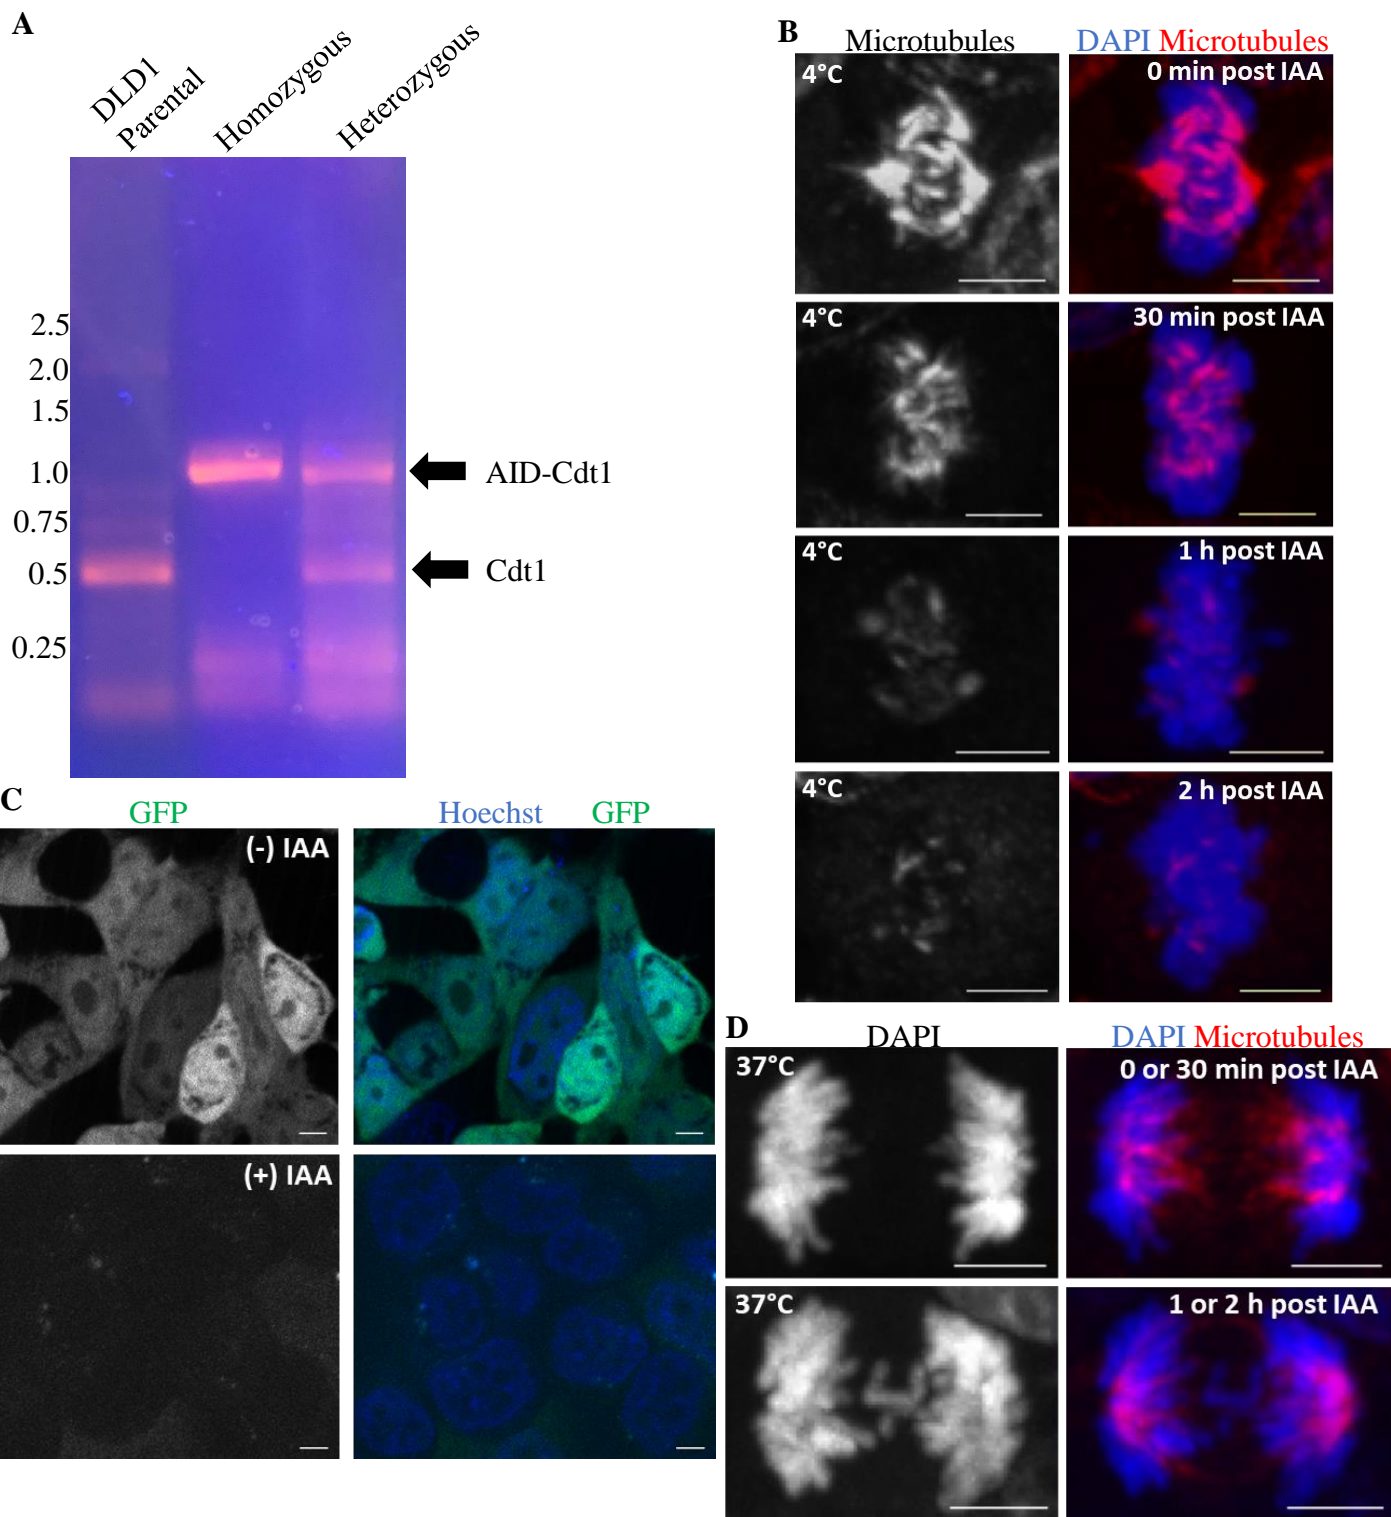 A
DLD1
Parental
Homozygous
Heterozygous
2.5
2.0
1.5
1.0
0.75
0.5
0.25
AID-Cdt1
Cdt1
B
Microtubules
DAPI Microtubules
4°C
0 min post IAA
4°C
30 min post IAA
4°C
1 h post IAA
4°C
2 h post IAA
C
GFP
Hoechst GFP
(-) IAA
(+) IAA
D
DAPI
DAPI Microtubules
37°C
0 or 30 min post IAA
37°C
1 or 2 h post IAA